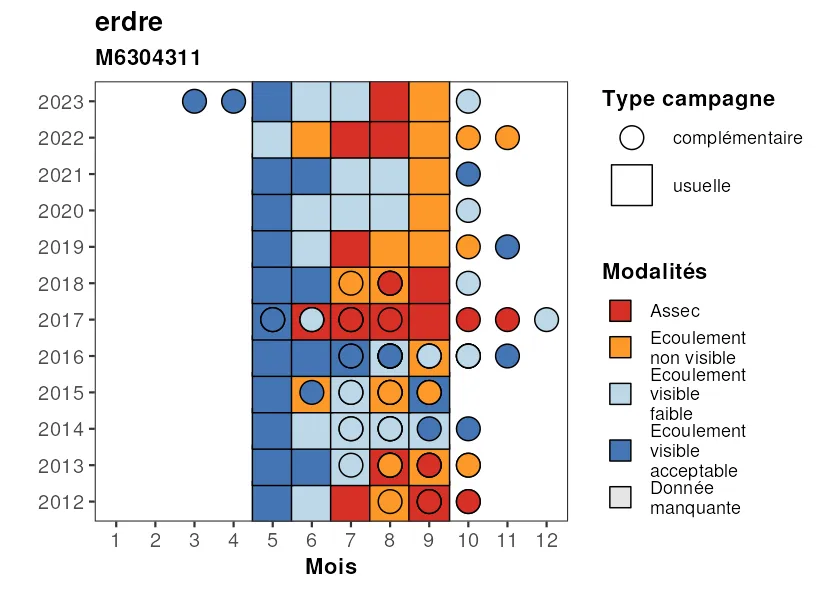 erdre
M6304311
2023
2022
2021
2020
2019
2018
2017
2016
2015
2014
2013
2012
1 2 3 4 5 6 7 8 9 10 11 12
Mois
Type campagne
complémentaire
usuelle
Modalités
Assec
Ecoulement
non visible
Ecoulement
visible
faible
Ecoulement
visible
acceptable
Donnée
manquante